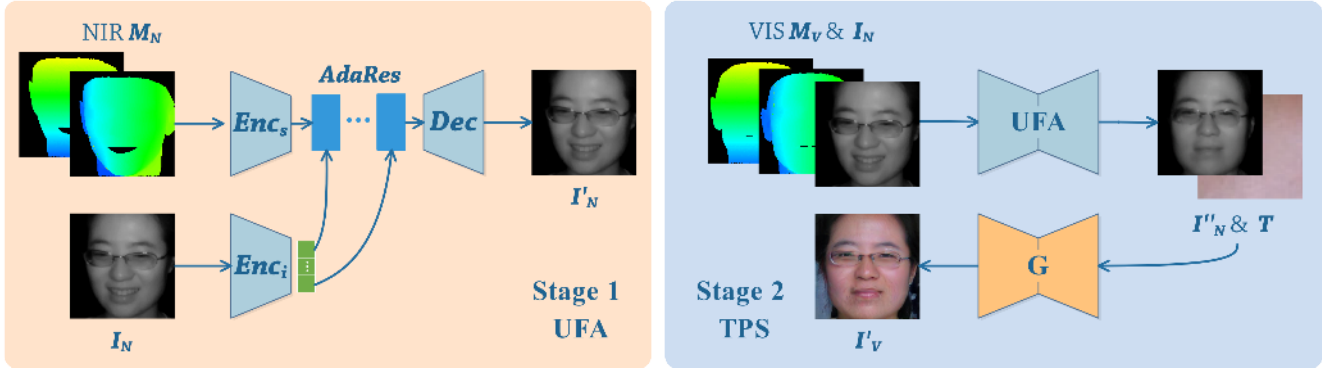 NIR M_N
AdaRes
Enc_s
Dec
I'_N
Enc_i
I_N
Stage 1
UFA
VIS M_V & I_N
UFA
I''_N & T
G
I'_V
Stage 2
TPS